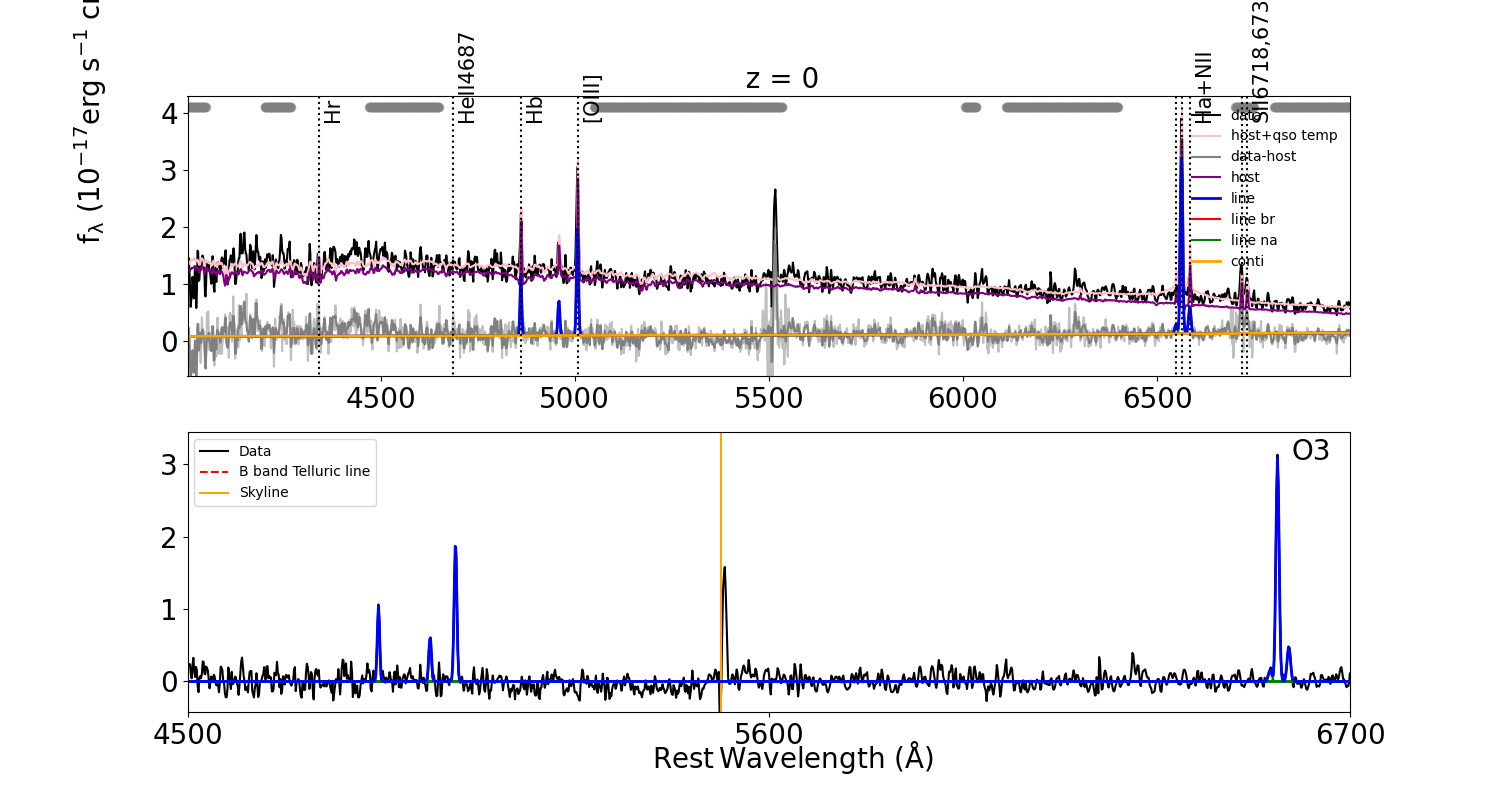 z = 0
f_λ (10^{-17} erg s^{-1} c
Hr
HeII4687
Hb
[OIII]
Ha+NII
SII6718,673
4
3
2
1
0
data
host+qso temp
data-host
host
line
line br
line na
conti
4500
5000
5500
6000
6500
Data
B band Telluric line
Skyline
O3
3
2
1
0
4500
5600
6700
Rest Wavelength (Å)